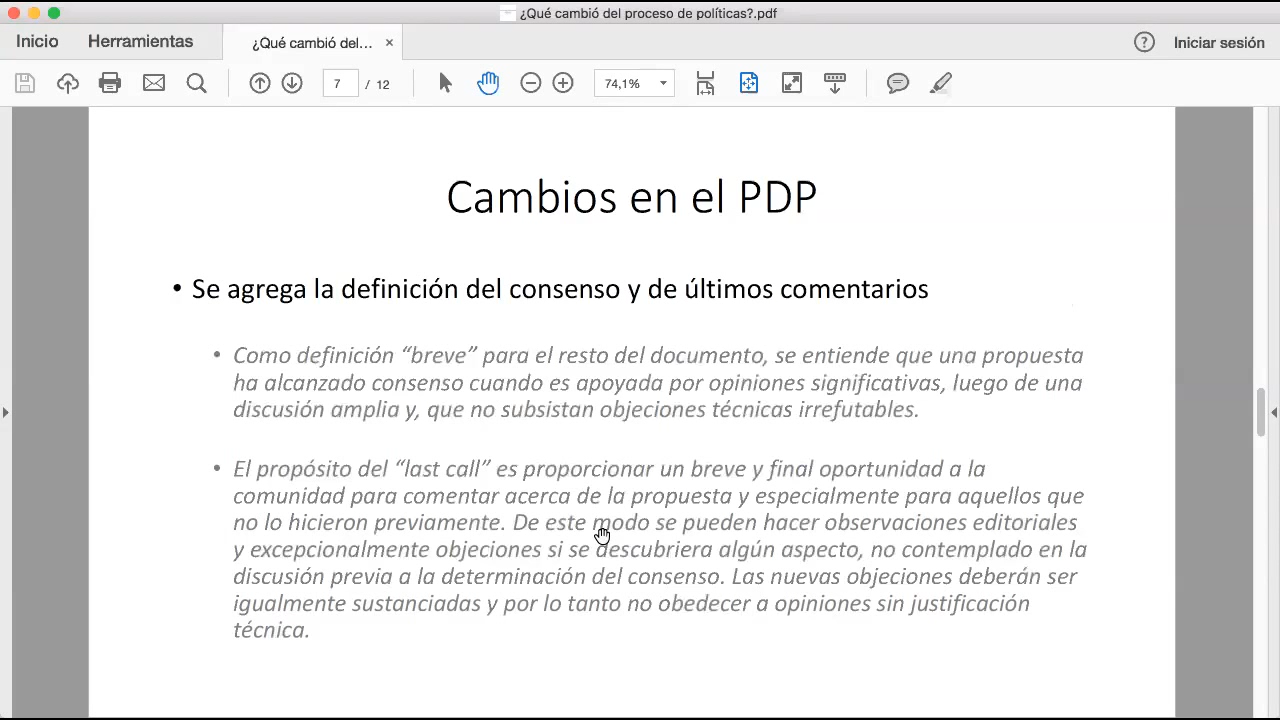 ¿Qué cambió del proceso de políticas?.pdf
Inicio Herramientas ¿Qué cambió del... × ? Iniciar sesión
7 / 12 74,1%
Cambios en el PDP
• Se agrega la definición del consenso y de últimos comentarios
• Como definición “breve” para el resto del documento, se entiende que una propuesta
ha alcanzado consenso cuando es apoyada por opiniones significativas, luego de una
discusión amplia y, que no subsistan objeciones técnicas irrefutables.
• El propósito del “last call” es proporcionar un breve y final oportunidad a la
comunidad para comentar acerca de la propuesta y especialmente para aquellos que
no lo hicieron previamente. De este modo se pueden hacer observaciones editoriales
y excepcionalmente objeciones si se descubriera algún aspecto, no contemplado en la
discusión previa a la determinación del consenso. Las nuevas objeciones deberán ser
igualmente sustanciadas y por lo tanto no obedecer a opiniones sin justificación
técnica.